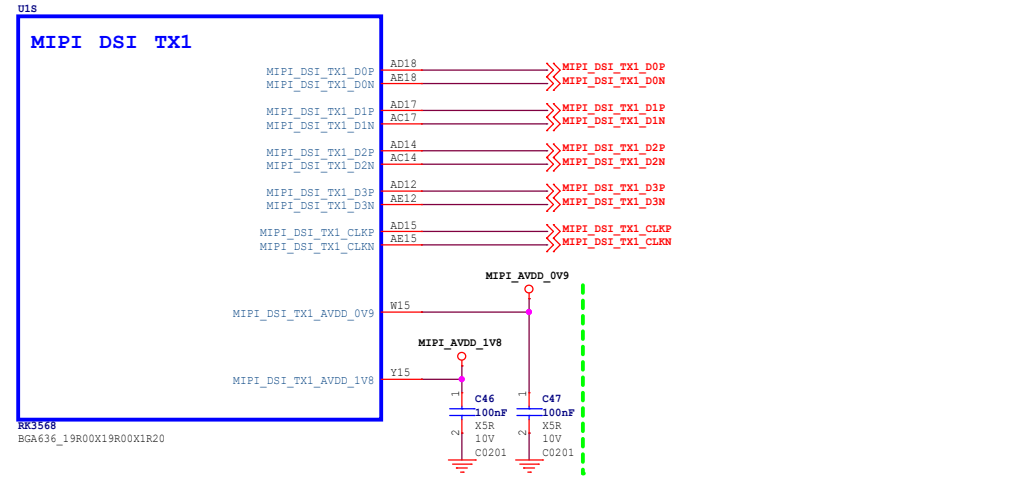 U1S
MIPI DSI TX1
MIPI_DSI_TX1_D0P AD18 MIPI_DSI_TX1_D0P
MIPI_DSI_TX1_D0N AE18 MIPI_DSI_TX1_D0N
MIPI_DSI_TX1_D1P AD17 MIPI_DSI_TX1_D1P
MIPI_DSI_TX1_D1N AC17 MIPI_DSI_TX1_D1N
MIPI_DSI_TX1_D2P AD14 MIPI_DSI_TX1_D2P
MIPI_DSI_TX1_D2N AC14 MIPI_DSI_TX1_D2N
MIPI_DSI_TX1_D3P AD12 MIPI_DSI_TX1_D3P
MIPI_DSI_TX1_D3N AE12 MIPI_DSI_TX1_D3N
MIPI_DSI_TX1_CLKP AD15 MIPI_DSI_TX1_CLKP
MIPI_DSI_TX1_CLKN AE15 MIPI_DSI_TX1_CLKN
MIPI_AVDD_0V9
MIPI_DSI_TX1_AVDD_0V9 W15
MIPI_AVDD_1V8
MIPI_DSI_TX1_AVDD_1V8 Y15
1 C46 1 C47
100nF 100nF
X5R X5R
2 10V 2 10V
C0201 C0201
RK3568
BGA636_19R00X19R00X1R20